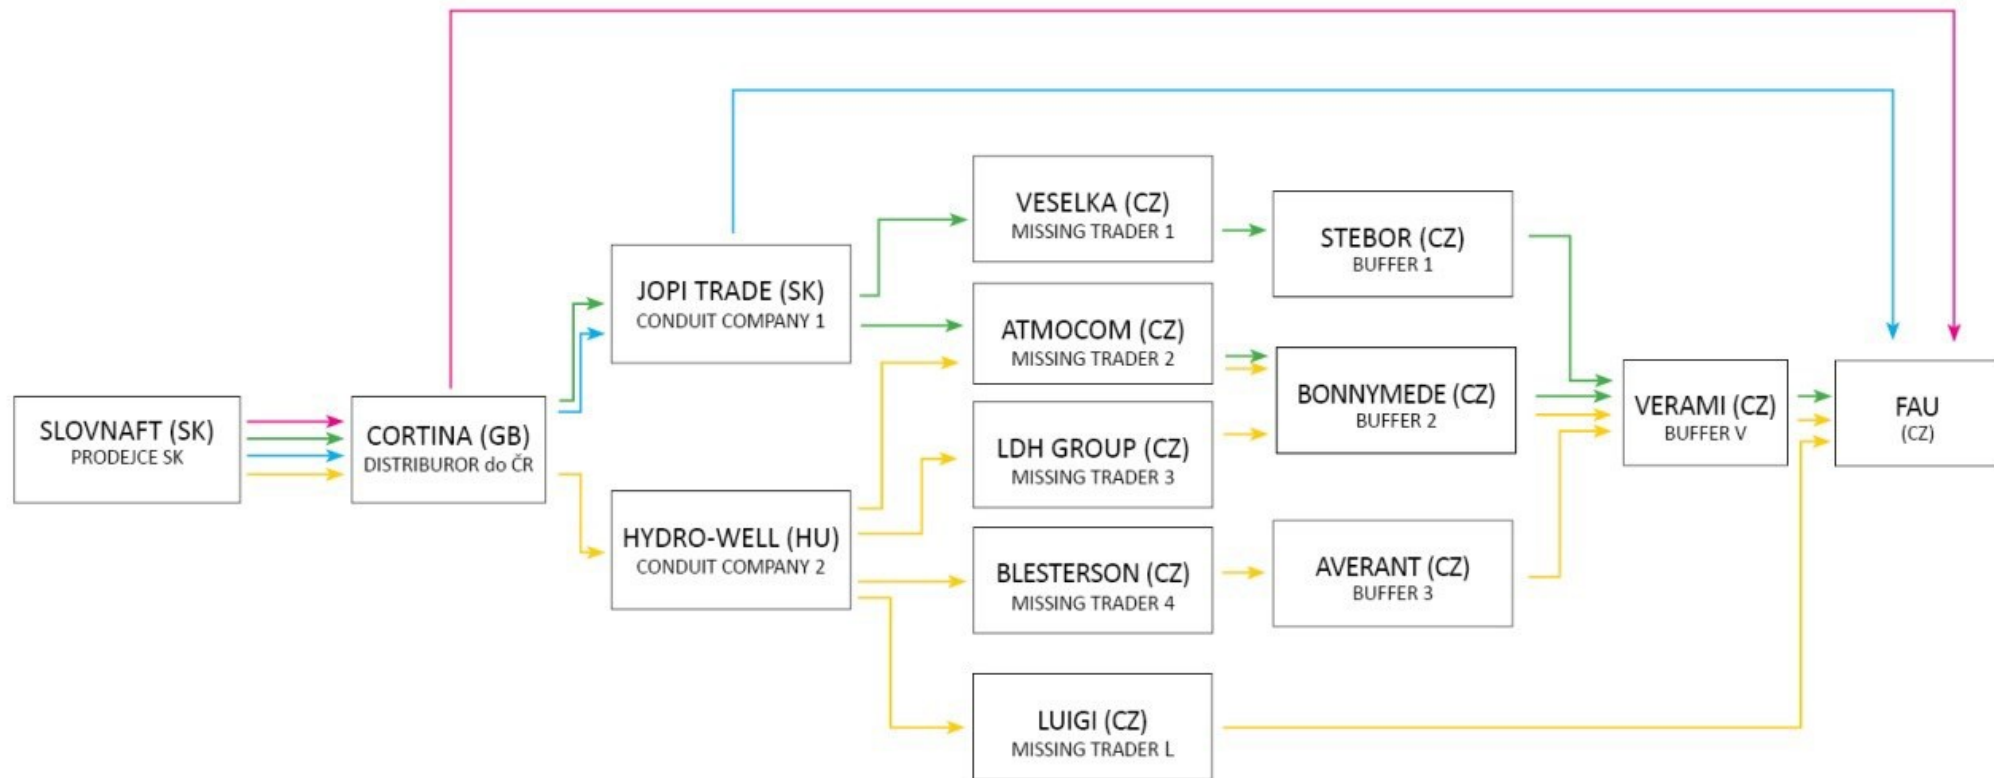 SLOVNAFT (SK)
PRODEJCE SK
CORTINA (GB)
DISTRIBUROR do ČR
JOPI TRADE (SK)
CONDUIT COMPANY 1
HYDRO-WELL (HU)
CONDUIT COMPANY 2
VESELKA (CZ)
MISSING TRADER 1
ATMOCOM (CZ)
MISSING TRADER 2
LDH GROUP (CZ)
MISSING TRADER 3
BLESTERSON (CZ)
MISSING TRADER 4
LUIGI (CZ)
MISSING TRADER L
STEBOR (CZ)
BUFFER 1
BONNYMEDE (CZ)
BUFFER 2
AVERANT (CZ)
BUFFER 3
VERAMI (CZ)
BUFFER V
FAU
(CZ)